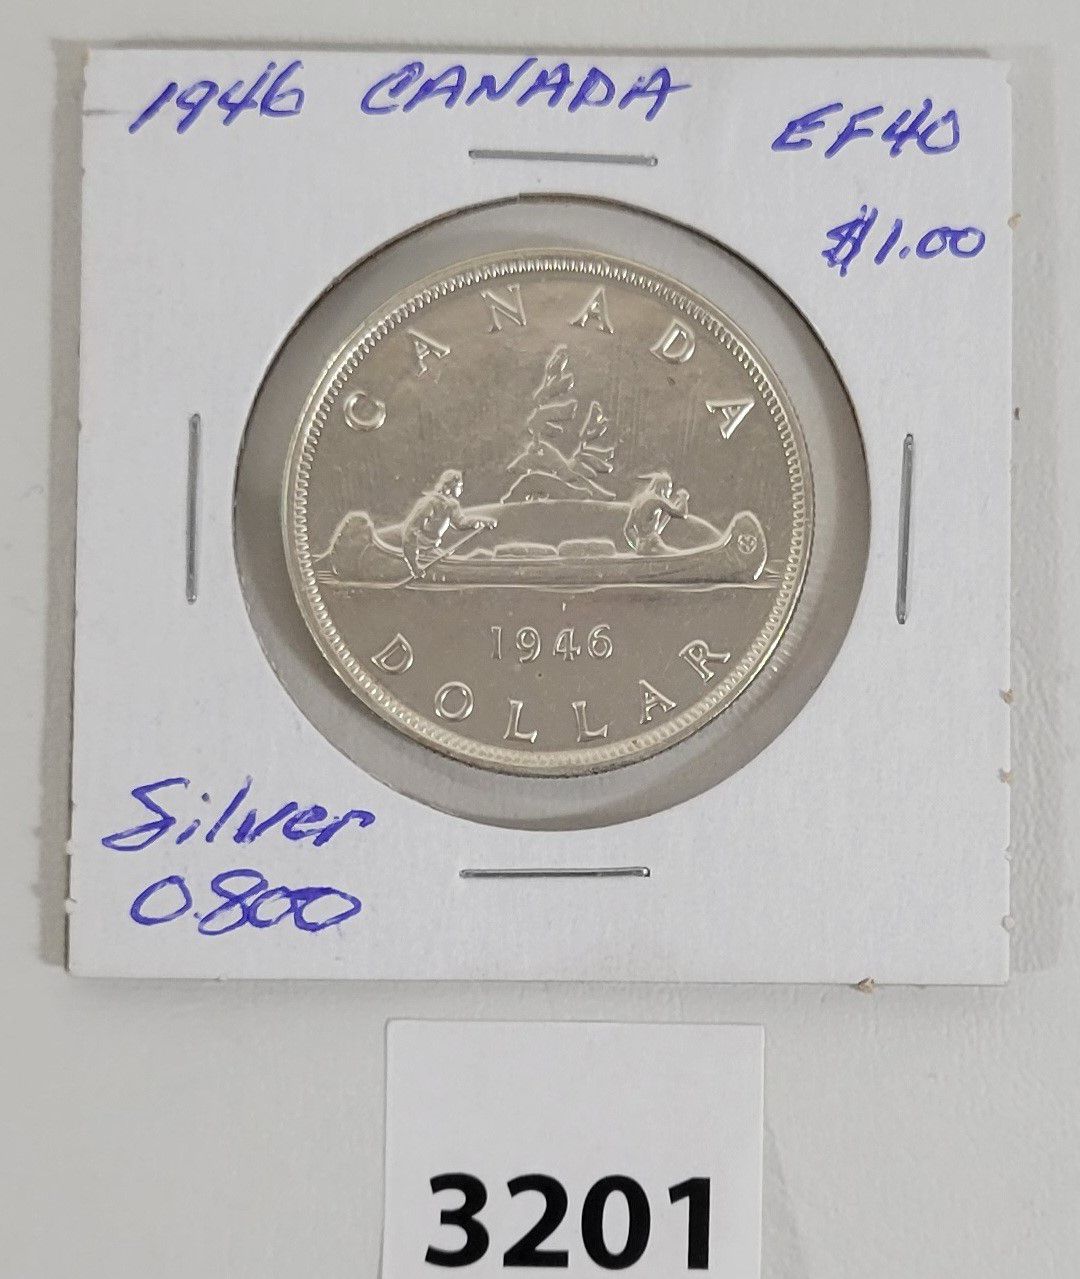 1946 CANADA
EF40
$1.00
CANADA
1946
DOLLAR
Silver
0.800
3201